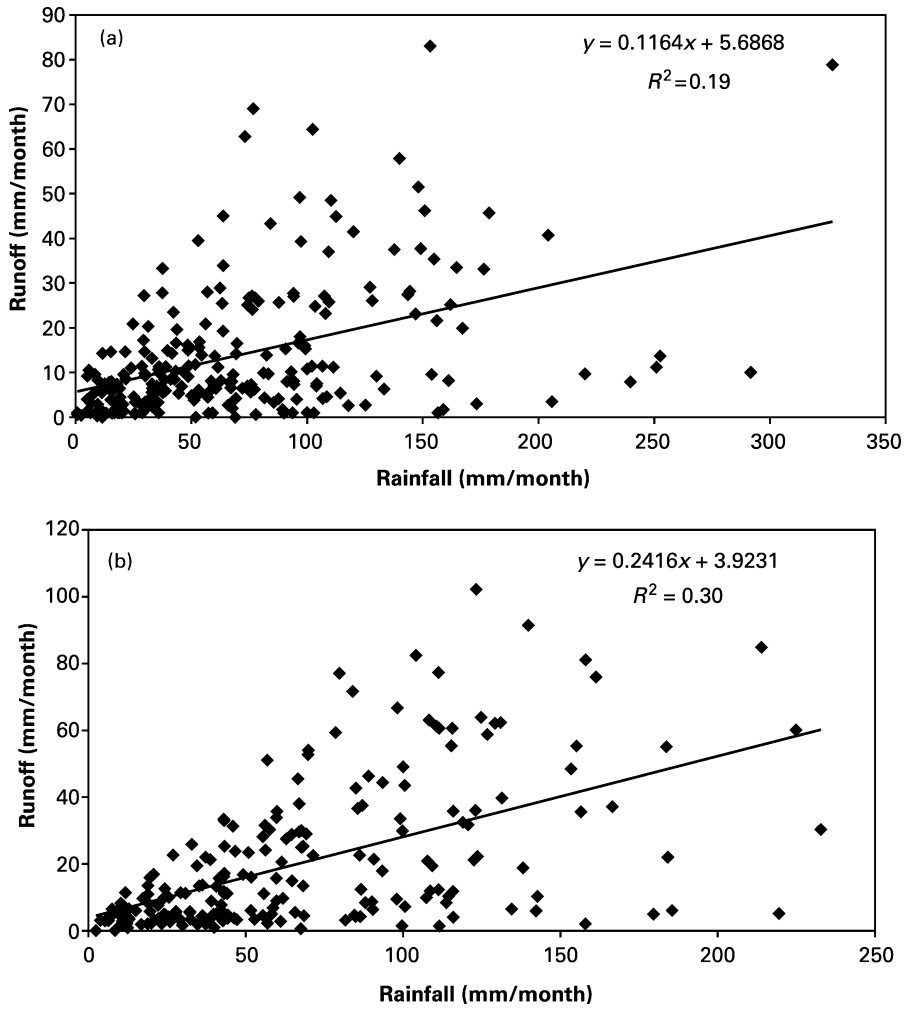 90
(a)
y = 0.1164x + 5.6868
80
R² = 0.19
70
60
50
40
30
20
10
0
0 50 100 150 200 250 300 350
Runoff (mm/month)
Rainfall (mm/month)
120
(b)
y = 0.2416x + 3.9231
R² = 0.30
100
80
60
40
20
0
0 50 100 150 200 250
Runoff (mm/month)
Rainfall (mm/month)